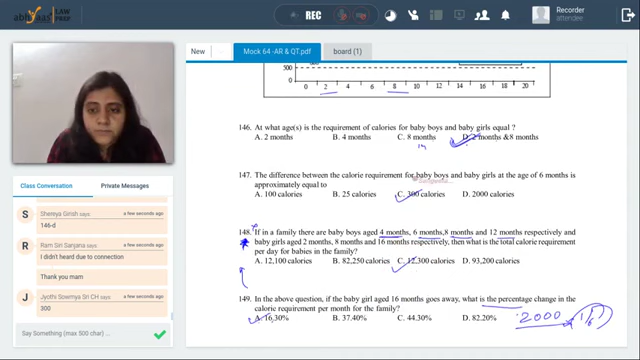 abhyaas LAW PREP
REC
Recorder
attendee
New
Mock 64 -AR & QT.pdf
board (1)
500
0
0 2 4 6 8 10 12 14 16 18 20
146. At what age(s) is the requirement of calories for baby boys and baby girls equal ?
A. 2 months B. 4 months C. 8 months D. 2 months &8 months
147. The difference between the calorie requirement for baby boys and baby girls at the age of 6 months is
approximately equal to
A. 100 calories B. 25 calories C. 300 calories D. 2000 calories
148. If in a family there are baby boys aged 4 months, 6 months,8 months and 12 months respectively and
baby girls aged 2 months, 8 months and 16 months respectively, then what is the total calorie requirement
per day for babies in the family?
A. 12,100 calories B. 82,250 calories C. 12,300 calories D. 93,200 calories
149. In the above question, if the baby girl aged 16 months goes away, what is the percentage change in the
calorie requirement per month for the family?
A. 16.30% B. 37.40% C. 44.30% D. 82.20%
2000
Class Conversation
Private Messages
S
Shereya Girish says
a few seconds ago
146-d
R
Ram Siri Sanjana says
a few seconds ago
I didn't heard due to connection
Thank you mam
J
Jyothi Sowmya Sri CH says
a few seconds ago
300
Say Something (max 500 char)